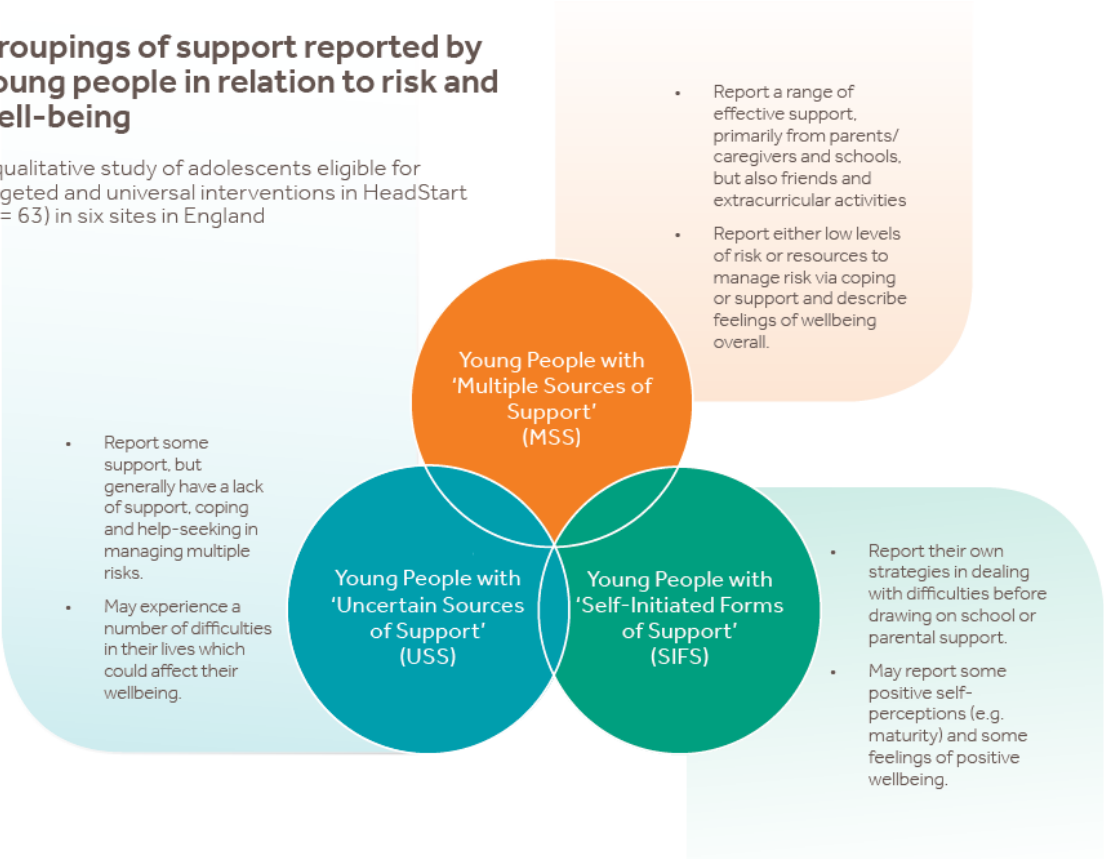 roupings of support reported by
oung people in relation to risk and
ell-being
qualitative study of adolescents eligible for
geted and universal interventions in HeadStart
= 63) in six sites in England
• Report a range of
effective support,
primarily from parents/
caregivers and schools,
but also friends and
extracurricular activities
• Report either low levels
of risk or resources to
manage risk via coping
or support and describe
feelings of wellbeing
overall.
Young People with
‘Multiple Sources of
Support’
(MSS)
• Report some
support, but
generally have a lack
of support, coping
and help-seeking in
managing multiple
risks.
• May experience a
number of difficulties
in their lives which
could affect their
wellbeing.
Young People with
‘Uncertain Sources
of Support’
(USS)
Young People with
‘Self-Initiated Forms
of Support’
(SIFS)
• Report their own
strategies in dealing
with difficulties before
drawing on school or
parental support.
• May report some
positive self-
perceptions (e.g.
maturity) and some
feelings of positive
wellbeing.